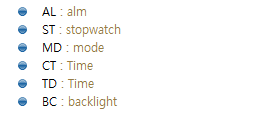 AL : alm
ST : stopwatch
MD : mode
CT : Time
TD : Time
BC : backlight